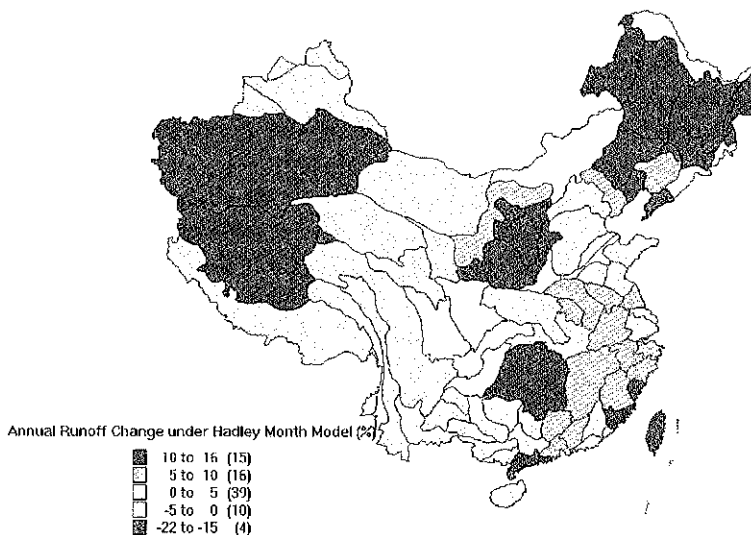 Annual Runoff Change under Hadley Month Model (%)
10 to 16 (15)
5 to 10 (16)
0 to 5 (39)
-5 to 0 (10)
-22 to -15 (4)